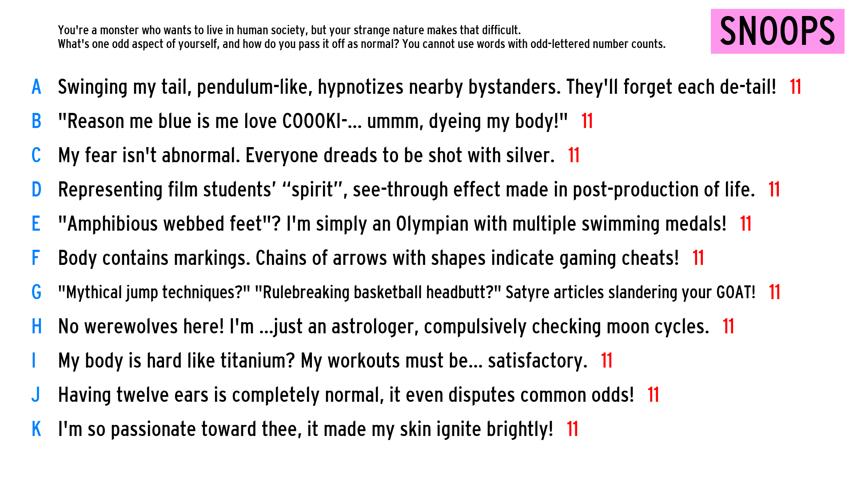 You're a monster who wants to live in human society, but your strange nature makes that difficult.
What's one odd aspect of yourself, and how do you pass it off as normal? You cannot use words with odd-lettered number counts.
SNOOPS
A Swinging my tail, pendulum-like, hypnotizes nearby bystanders. They'll forget each de-tail! 11
B "Reason me blue is me love COOOKI-... ummm, dyeing my body!" 11
C My fear isn't abnormal. Everyone dreads to be shot with silver. 11
D Representing film students’ “spirit”, see-through effect made in post-production of life. 11
E "Amphibious webbed feet"? I'm simply an Olympian with multiple swimming medals! 11
F Body contains markings. Chains of arrows with shapes indicate gaming cheats! 11
G "Mythical jump techniques?" "Rulebreaking basketball headbutt?" Satyre articles slandering your GOAT! 11
H No werewolves here! I'm ...just an astrologer, compulsively checking moon cycles. 11
I My body is hard like titanium? My workouts must be... satisfactory. 11
J Having twelve ears is completely normal, it even disputes common odds! 11
K I'm so passionate toward thee, it made my skin ignite brightly! 11